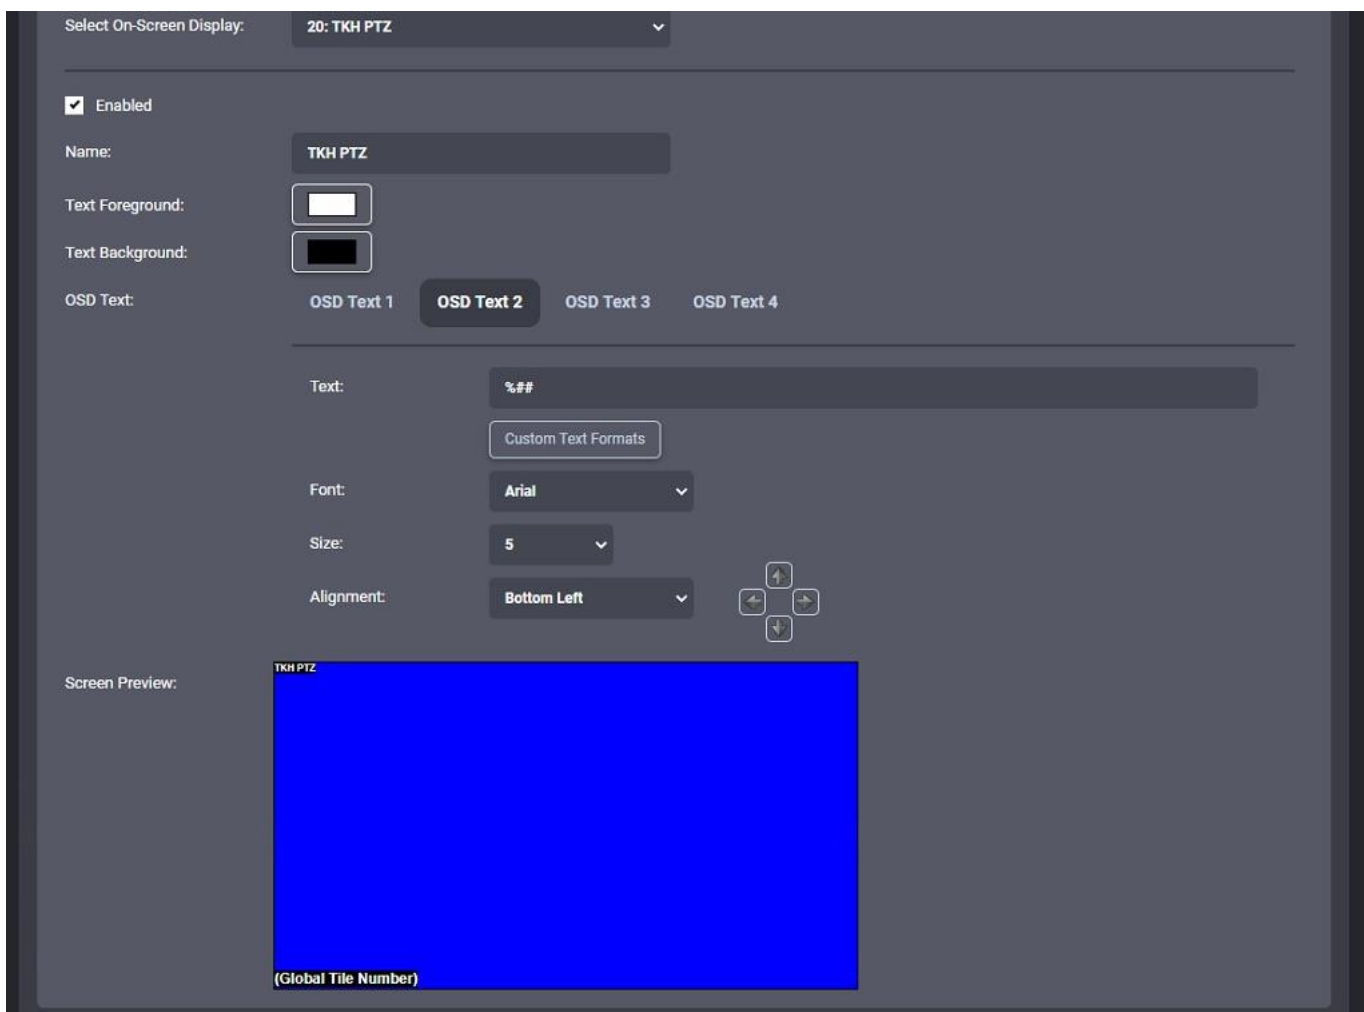 Select On-Screen Display: 20: TKH PTZ
Enabled
Name: TKH PTZ
Text Foreground:
Text Background:
OSD Text: OSD Text 1 OSD Text 2 OSD Text 3 OSD Text 4
Text: %##
Custom Text Formats
Font: Arial
Size: 5
Alignment: Bottom Left
Screen Preview:
TKH PTZ
(Global Tile Number)